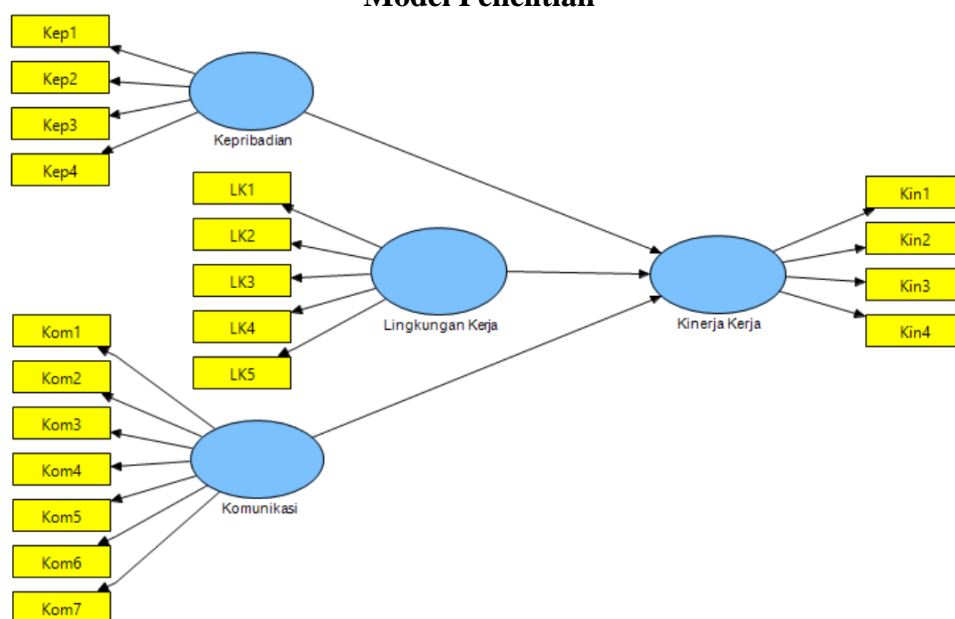 Model Penelitian
Kep1
Kep2
Kep3
Kep4
Kepribadian
LK1
LK2
LK3
LK4
LK5
Lingkungan Kerja
Kom1
Kom2
Kom3
Kom4
Kom5
Kom6
Kom7
Komunikasi
Kinerja Kerja
Kin1
Kin2
Kin3
Kin4